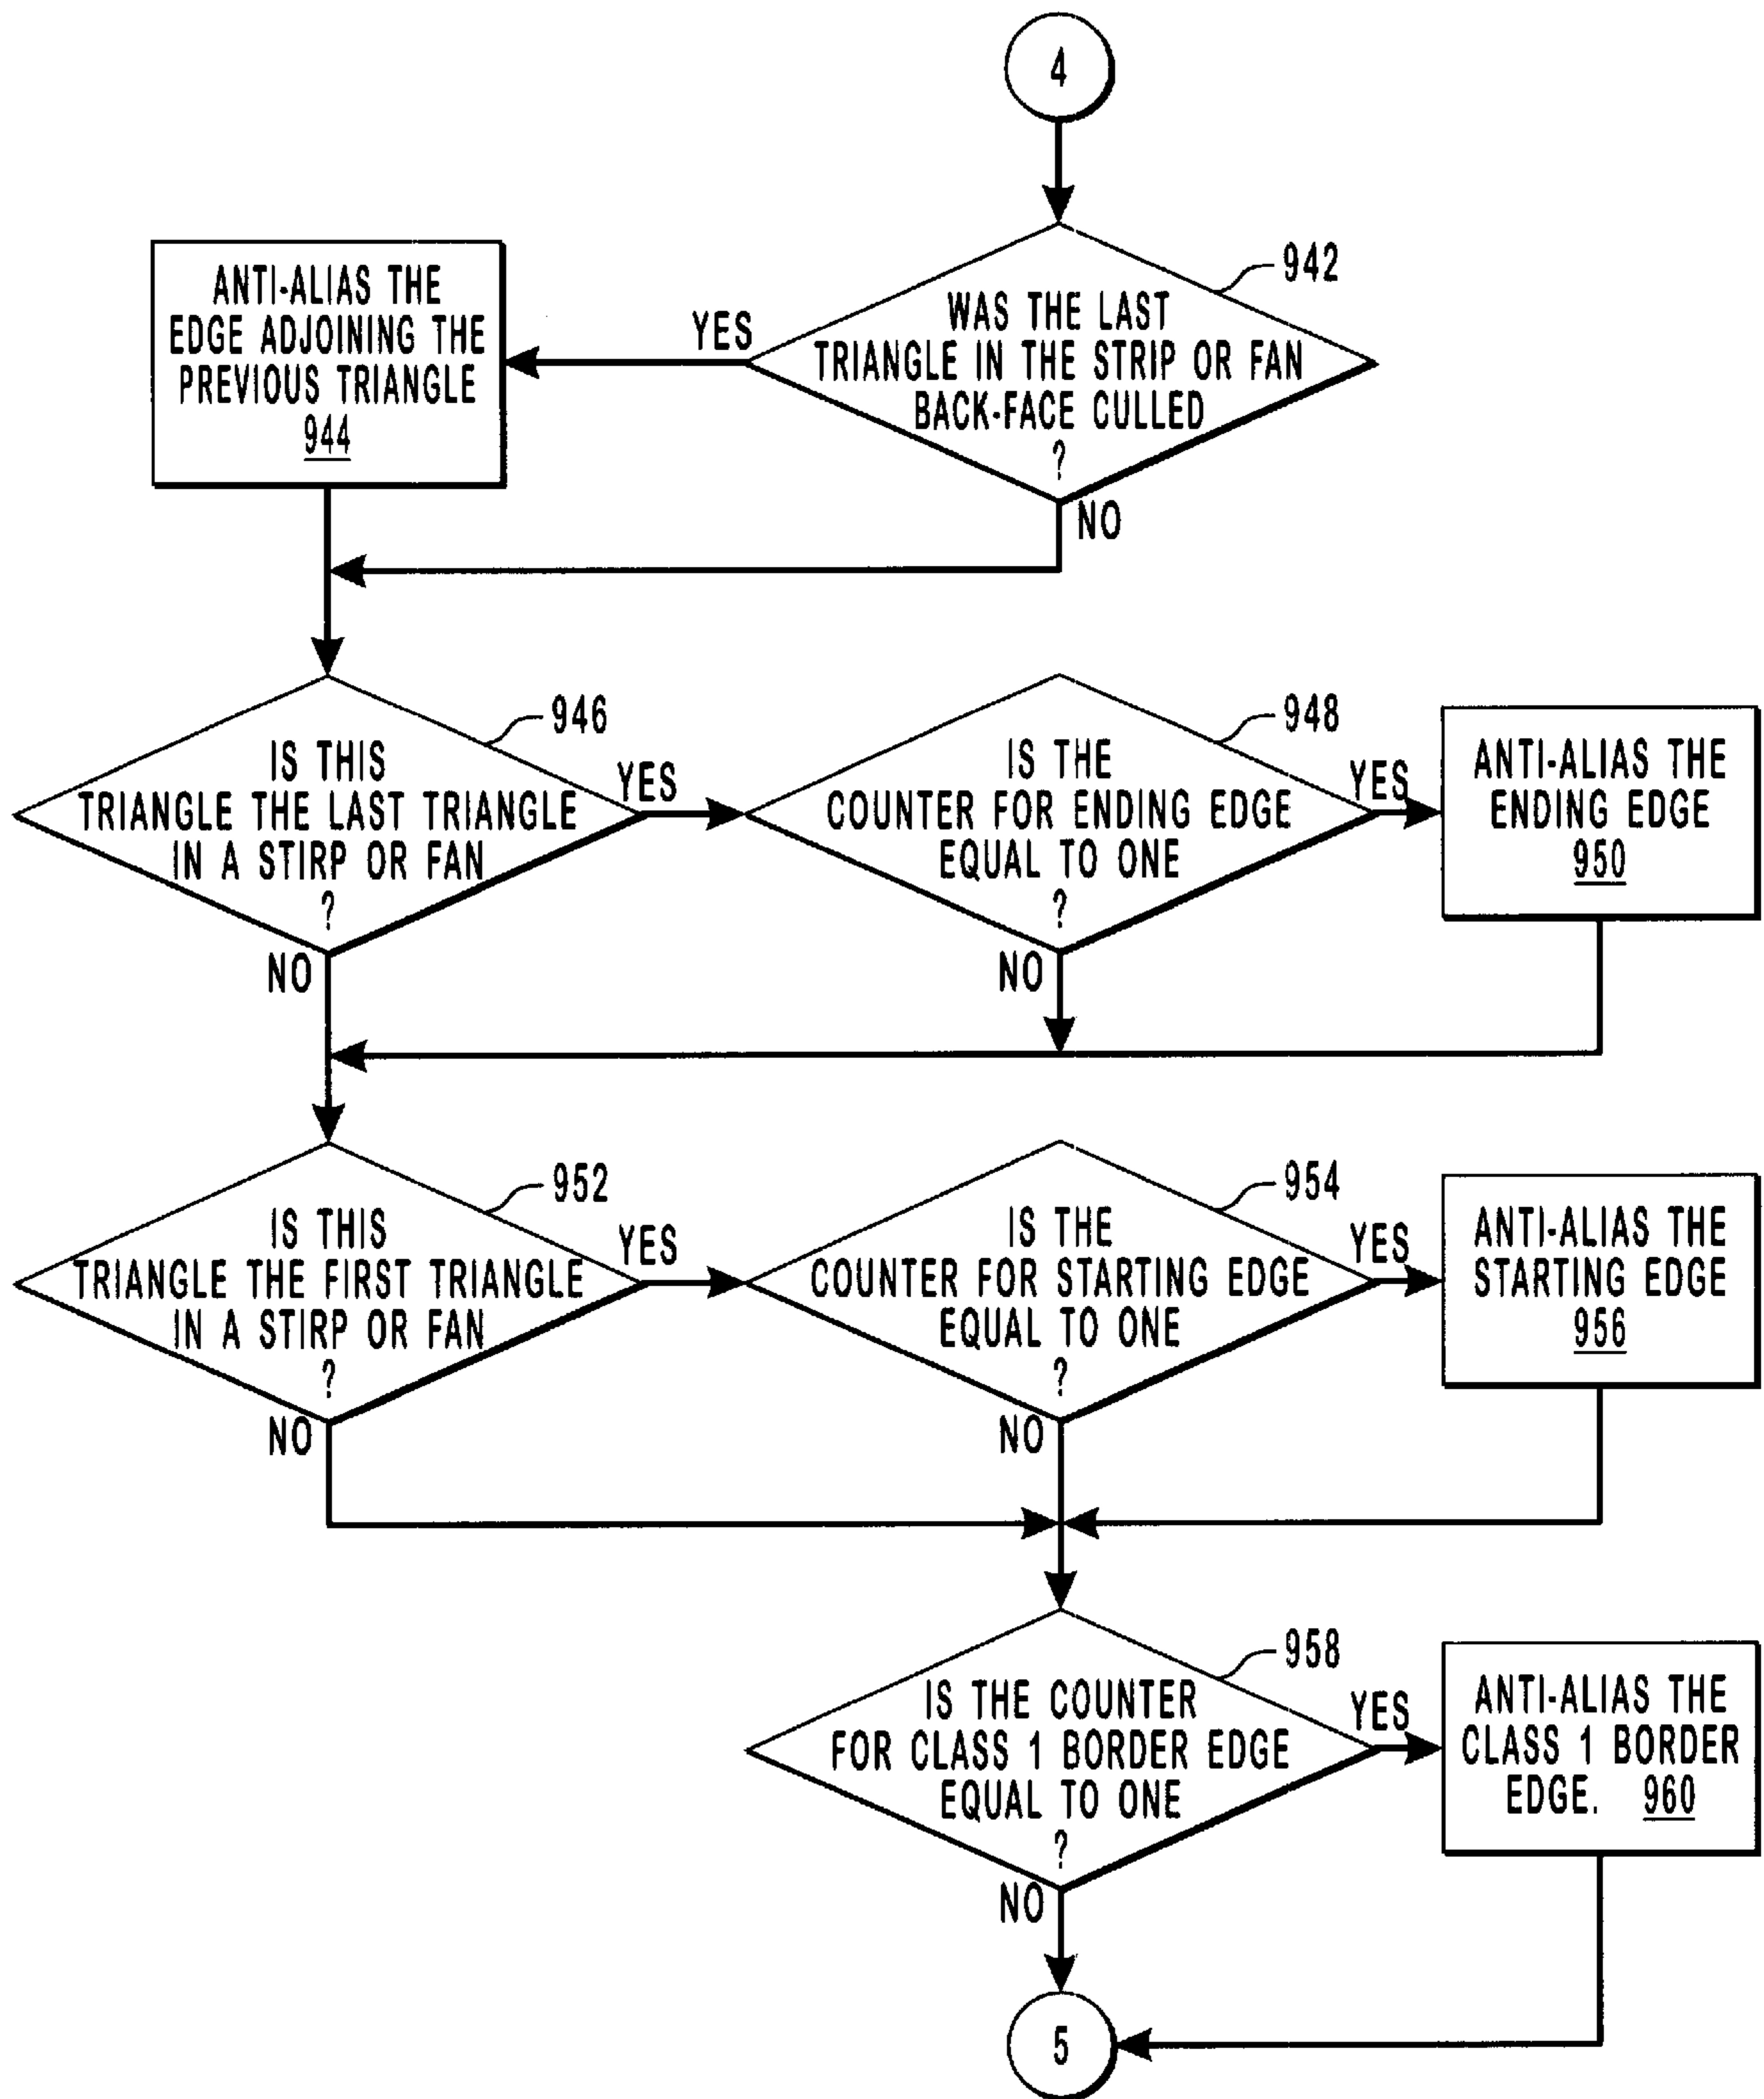 4
942
WAS THE LAST
TRIANGLE IN THE STRIP OR FAN
BACK-FACE CULLED
?
YES
NO
ANTI-ALIAS THE
EDGE ADJOINING THE
PREVIOUS TRIANGLE
944
946
IS THIS
TRIANGLE THE LAST TRIANGLE
IN A STIRP OR FAN
?
YES
NO
948
IS THE
COUNTER FOR ENDING EDGE
EQUAL TO ONE
?
YES
NO
ANTI-ALIAS THE
ENDING EDGE
950
952
IS THIS
TRIANGLE THE FIRST TRIANGLE
IN A STIRP OR FAN
?
YES
NO
954
IS THE
COUNTER FOR STARTING EDGE
EQUAL TO ONE
?
YES
NO
ANTI-ALIAS THE
STARTING EDGE
956
958
IS THE COUNTER
FOR CLASS 1 BORDER EDGE
EQUAL TO ONE
?
YES
NO
ANTI-ALIAS THE
CLASS 1 BORDER
EDGE. 960
5